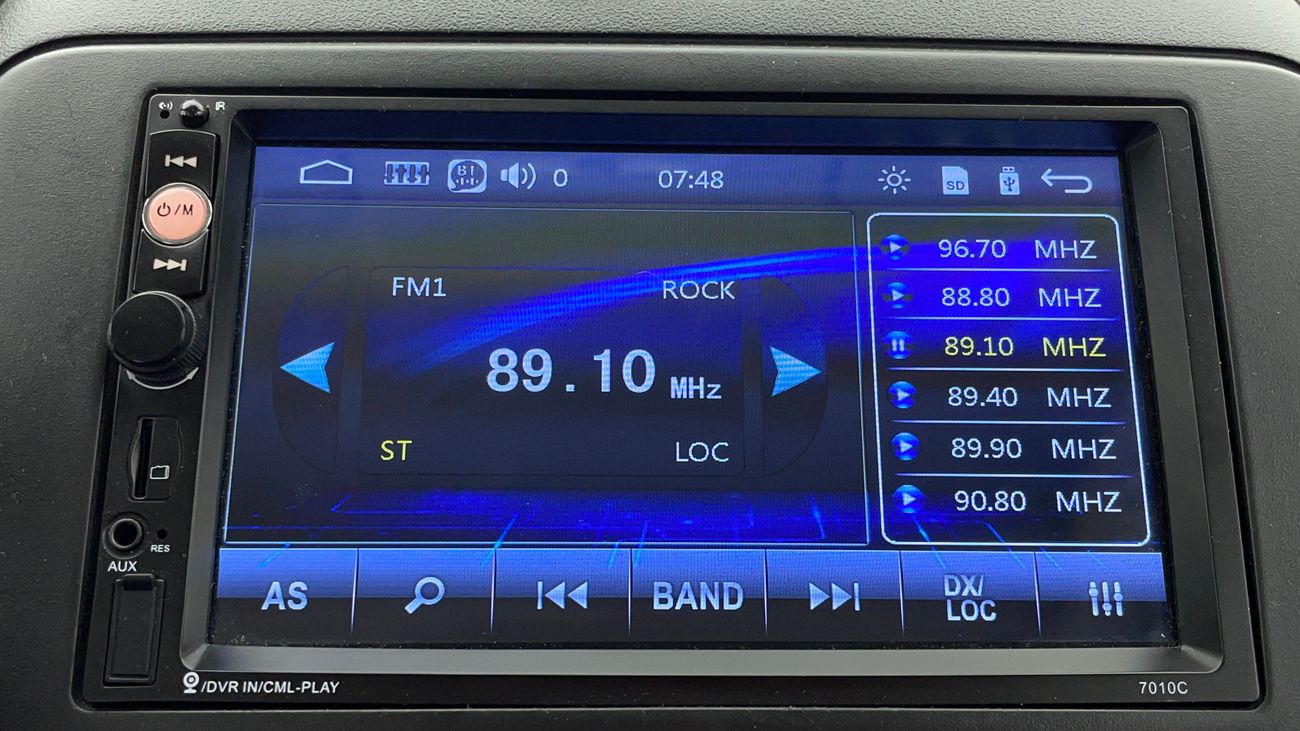 IR
0 07:48 SD
⏻/M
FM1 ROCK
89.10 MHz
ST LOC
96.70 MHZ
88.80 MHZ
89.10 MHZ
89.40 MHZ
89.90 MHZ
90.80 MHZ
RES
AUX
AS BAND DX/
LOC
/DVR IN/CML-PLAY 7010C